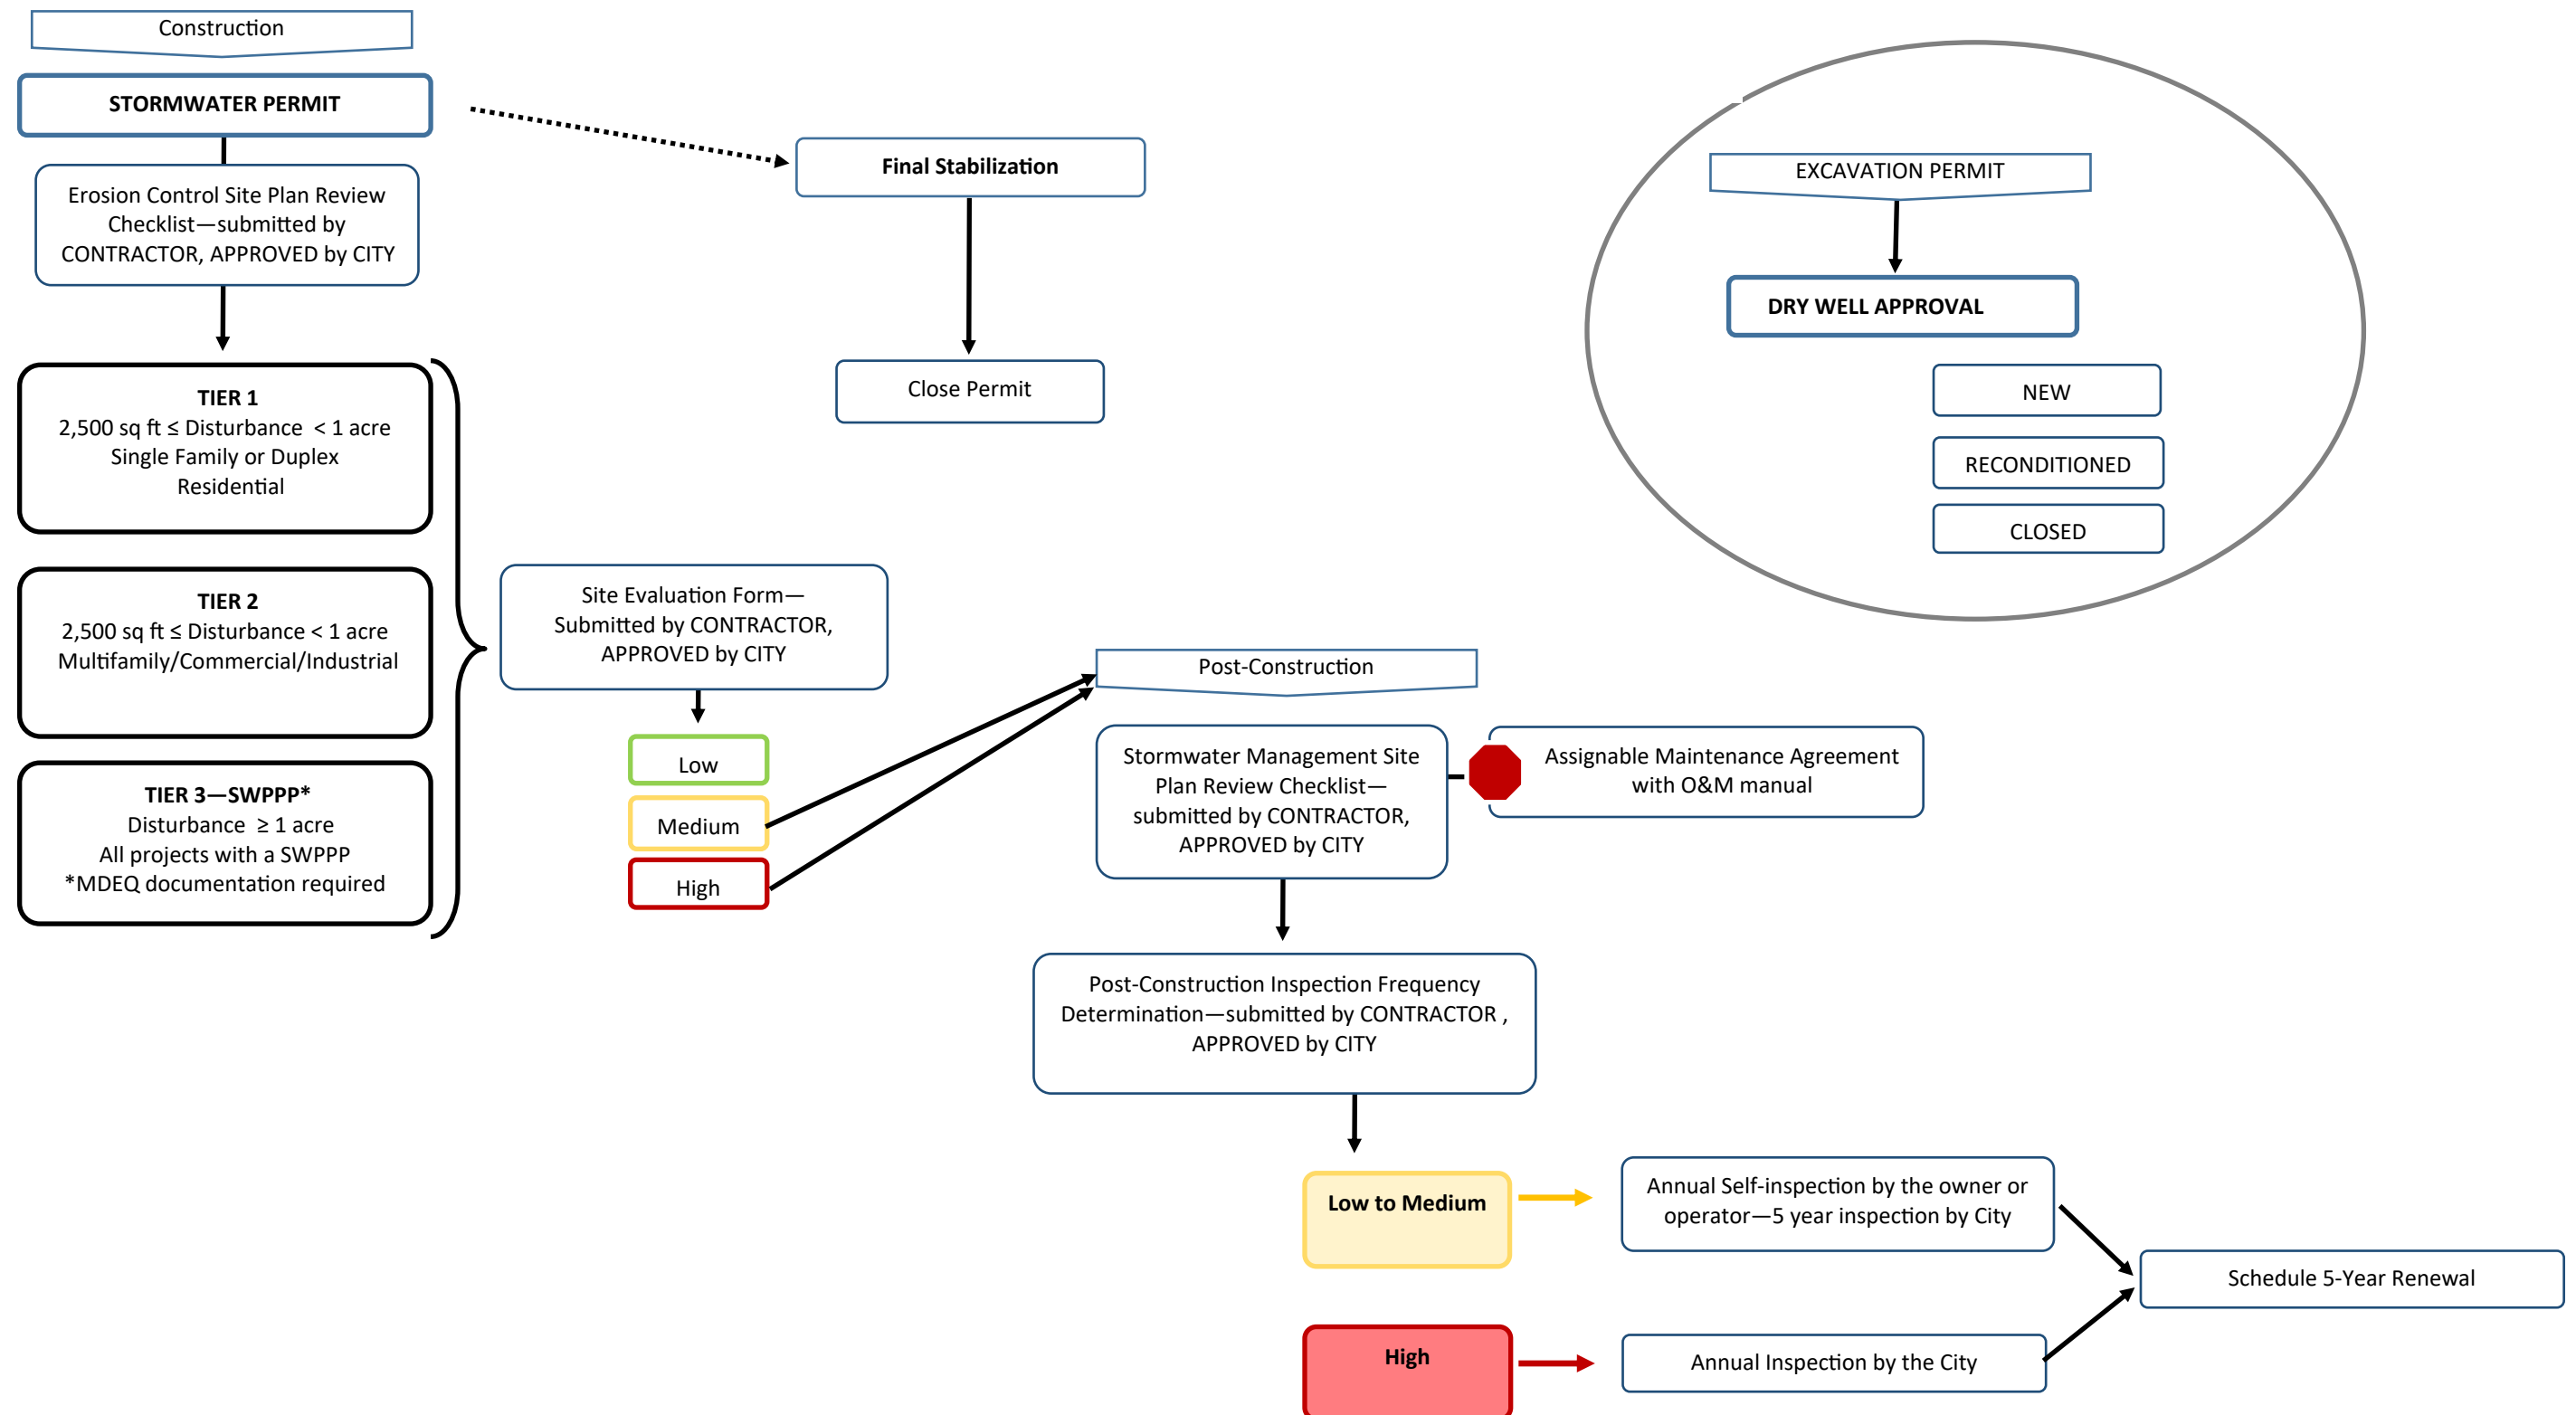 Construction
STORMWATER PERMIT
Erosion Control Site Plan Review
Checklist—submitted by
CONTRACTOR, APPROVED by CITY
TIER 1
2,500 sq ft ≤ Disturbance < 1 acre
Single Family or Duplex
Residential
TIER 2
2,500 sq ft ≤ Disturbance < 1 acre
Multifamily/Commercial/Industrial
TIER 3—SWPPP*
Disturbance ≥ 1 acre
All projects with a SWPPP
*MDEQ documentation required
Final Stabilization
Close Permit
Site Evaluation Form—
Submitted by CONTRACTOR,
APPROVED by CITY
Low
Medium
High
EXCAVATION PERMIT
DRY WELL APPROVAL
NEW
RECONDITIONED
CLOSED
Post-Construction
Stormwater Management Site
Plan Review Checklist—
submitted by CONTRACTOR,
APPROVED by CITY
Assignable Maintenance Agreement
with O&M manual
Post-Construction Inspection Frequency
Determination—submitted by CONTRACTOR ,
APPROVED by CITY
Low to Medium
Annual Self-inspection by the owner or
operator—5 year inspection by City
High
Annual Inspection by the City
Schedule 5-Year Renewal